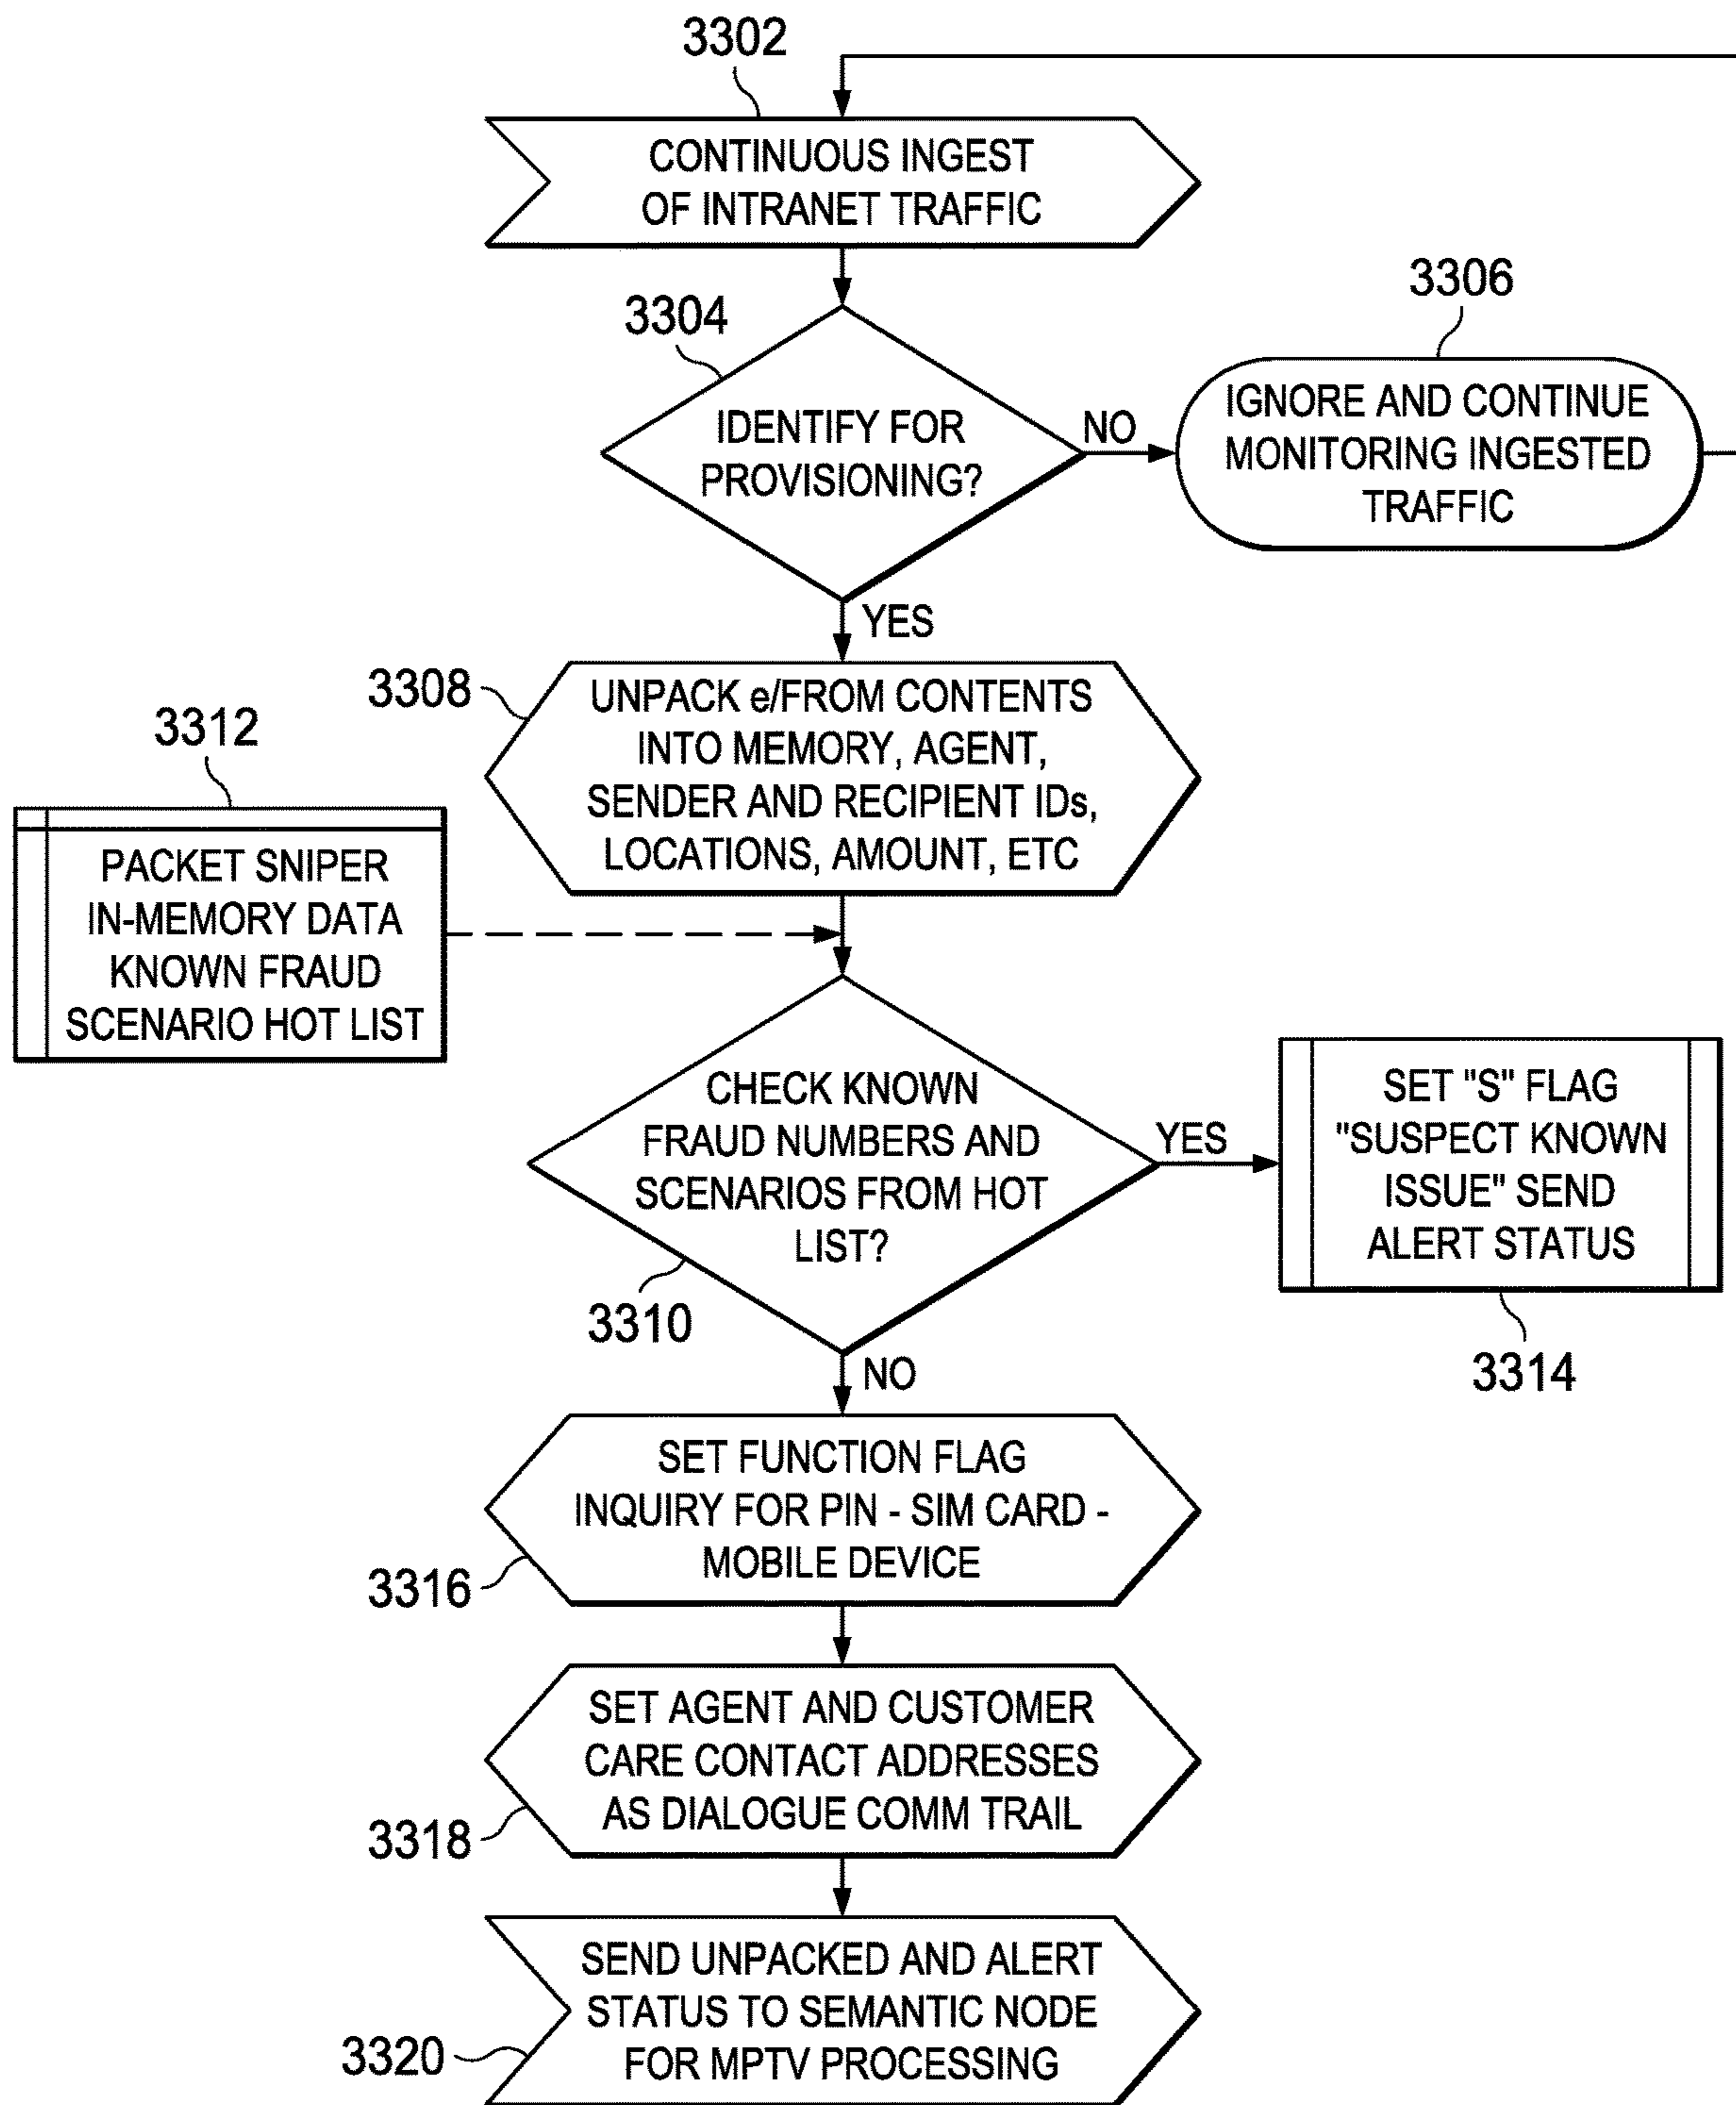 3302
CONTINUOUS INGEST
OF INTRANET TRAFFIC
3304
IDENTIFY FOR
PROVISIONING?
NO
3306
IGNORE AND CONTINUE
MONITORING INGESTED
TRAFFIC
YES
3308
UNPACK e/FROM CONTENTS
INTO MEMORY, AGENT,
SENDER AND RECIPIENT IDs,
LOCATIONS, AMOUNT, ETC
3312
PACKET SNIPER
IN-MEMORY DATA
KNOWN FRAUD
SCENARIO HOT LIST
CHECK KNOWN
FRAUD NUMBERS AND
SCENARIOS FROM HOT
LIST?
3310
YES
SET "S" FLAG
"SUSPECT KNOWN
ISSUE" SEND
ALERT STATUS
3314
NO
SET FUNCTION FLAG
INQUIRY FOR PIN - SIM CARD -
MOBILE DEVICE
3316
SET AGENT AND CUSTOMER
CARE CONTACT ADDRESSES
AS DIALOGUE COMM TRAIL
3318
SEND UNPACKED AND ALERT
STATUS TO SEMANTIC NODE
FOR MPTV PROCESSING
3320